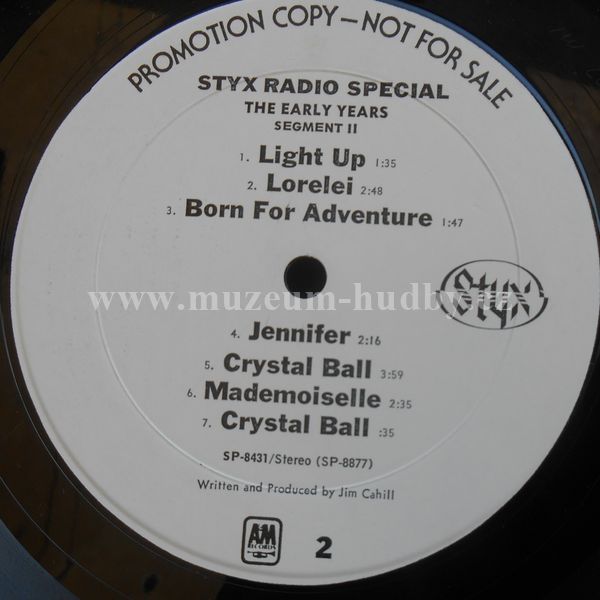 PROMOTION COPY—NOT FOR SALE
STYX RADIO SPECIAL
THE EARLY YEARS
SEGMENT II
1. Light Up 1:35
2. Lorelei 2:48
3. Born For Adventure 1:47
www.muzeum-hudby.
Styx
4. Jennifer 2:16
5. Crystal Ball 3:59
6. Mademoiselle 2:35
7. Crystal Ball :35
SP-8431/Stereo (SP-8877)
Written and Produced by Jim Cahill
A&M
RECORDS
2